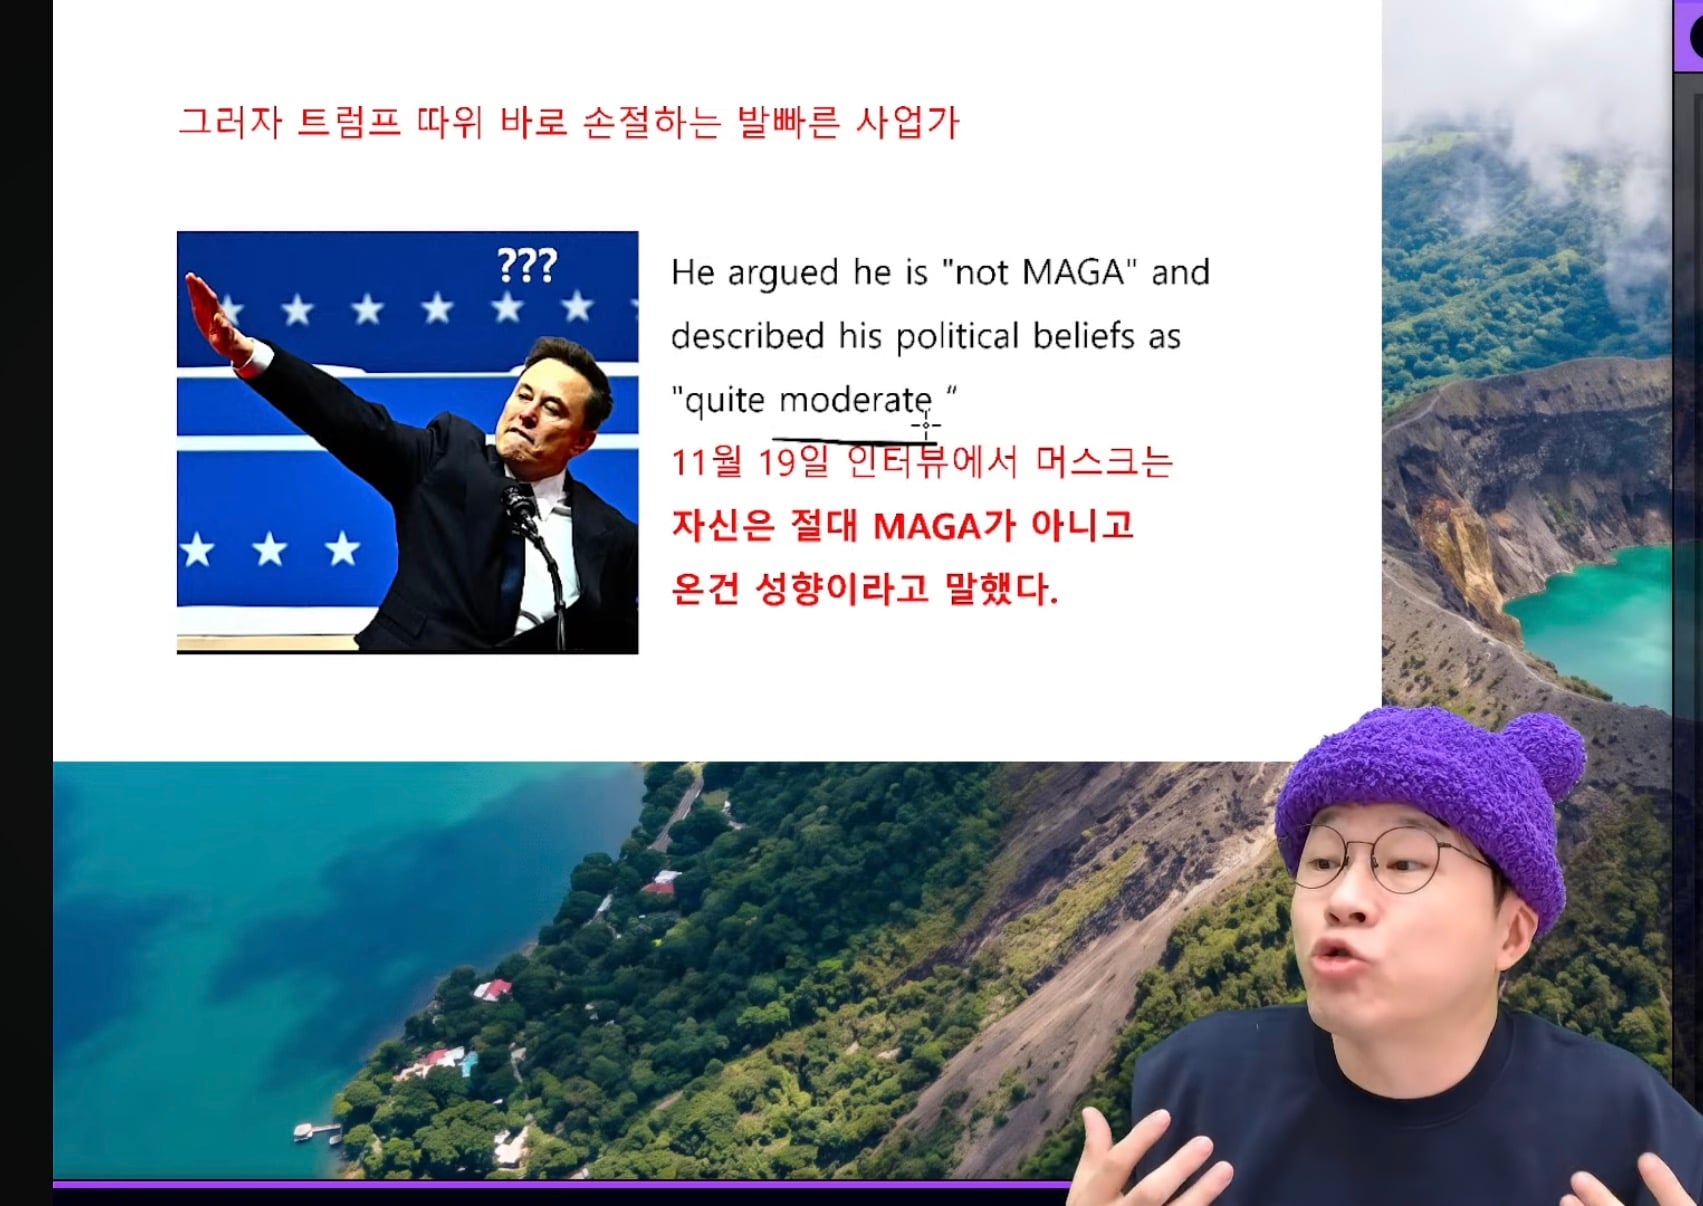 그러자 트럼프 따위 바로 손절하는 발빠른 사업가
???
He argued he is "not MAGA" and
described his political beliefs as
"quite moderate “
11월 19일 인터뷰에서 머스크는
자신은 절대 MAGA가 아니고
온건 성향이라고 말했다.